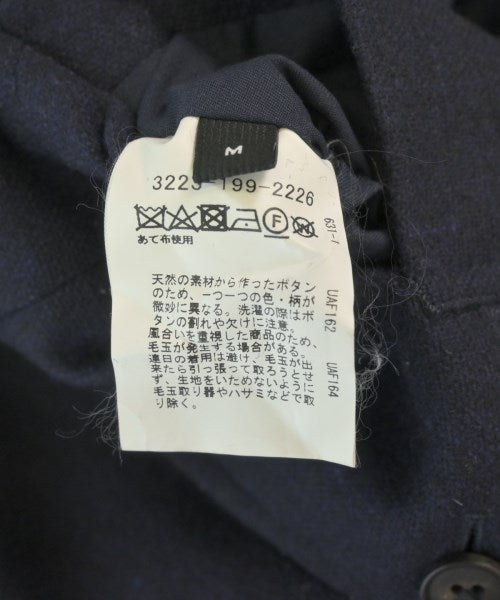 M
3223-199-2226
あて布使用
天然の素材から作ったボタン
のため、一つ一つの色・柄が
微妙に異なる。洗濯の際はボ
タンの割れや欠けに注意。
風合いを重視した商品のため、
毛玉が発生する場合がある。
連日の着用は避け、毛玉が出
来たら引っ張って取ろうとせ
ず、生地をいためないように
毛玉取り器やハサミなどで取
り除く。
631-1 UAF162 UAF164